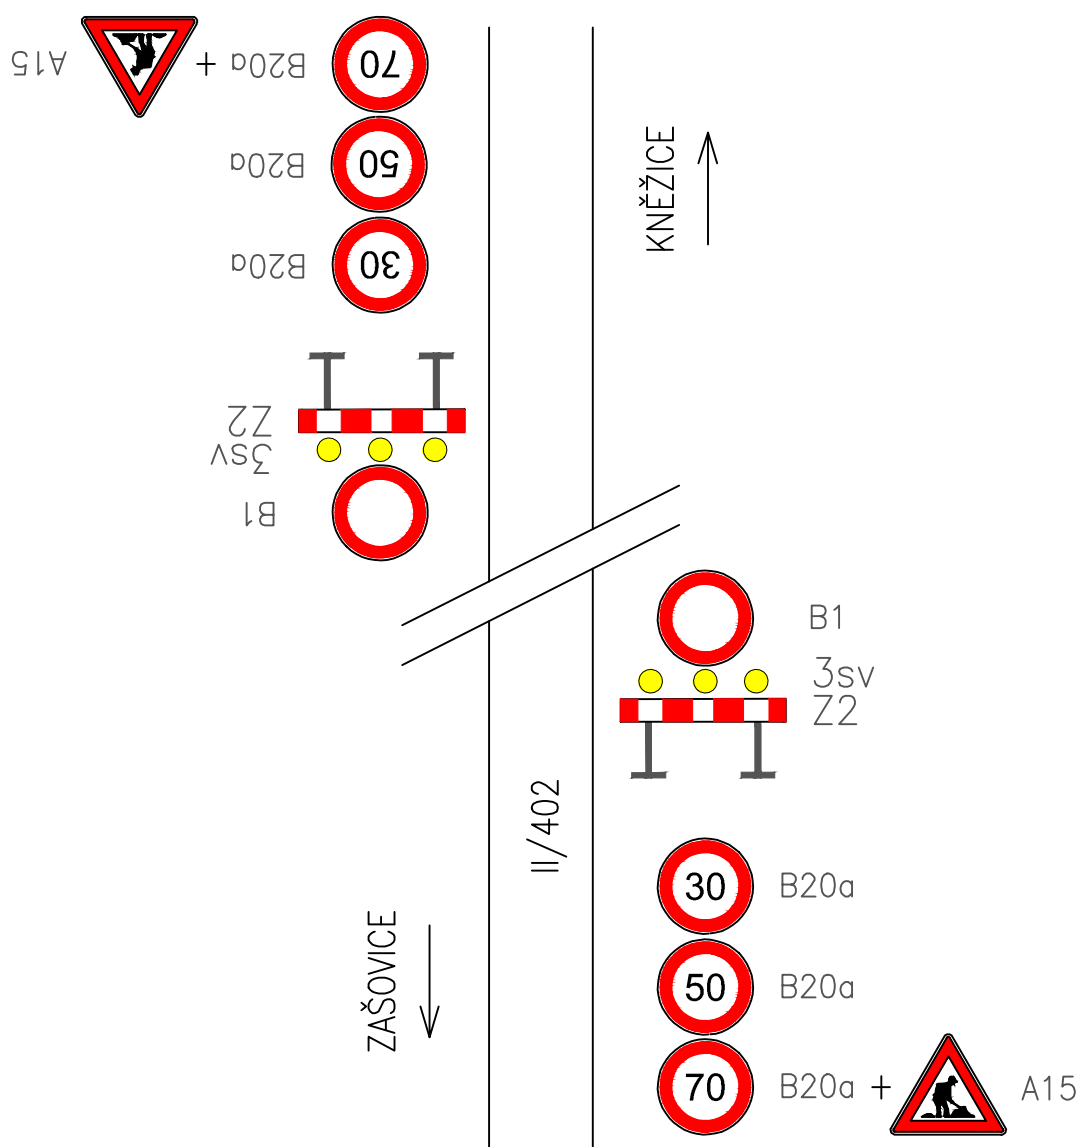 A15 + B20a 70
B20a 50
B20a 30
KNĚŽICE
Z2
3sv
B1
B1
3sv
Z2
II/402
30 B20a
ZAŠOVICE
50 B20a
70 B20a + A15